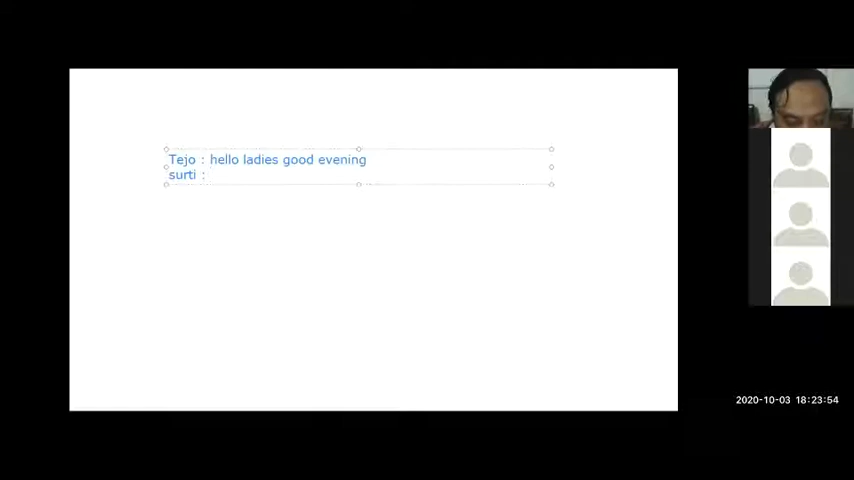 Tejo : hello ladies good evening
surti :
2020-10-03 18:23:54